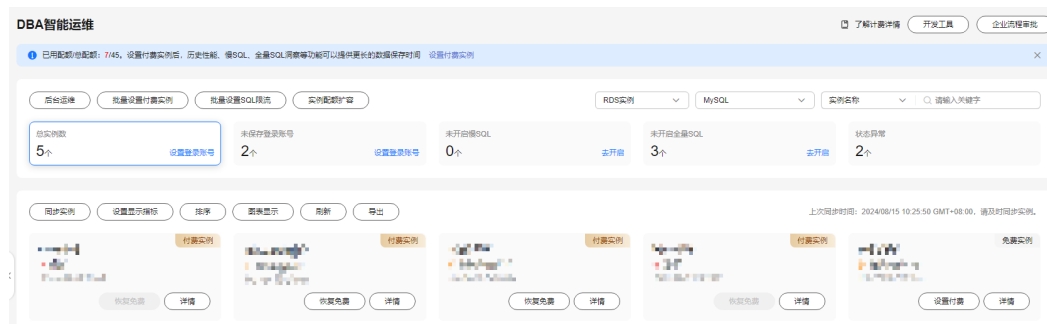 DBA智能运维 了解计费详情 开发工具 企业流程审批
已用配额/总配额：7/45。设置付费实例后，历史性能、慢SQL、全量SQL洞察等功能可以提供更长的数据保存时间 设置付费实例
后台运维 批量设置付费实例 批量设置SQL限流 实例配额扩容 RDS实例 MySQL 实例名称 请输入关键字
总实例数 未保存登录账号 未开启慢SQL 未开启全量SQL 状态异常
5个 设置登录账号 2个 设置登录账号 0个 去开启 3个 去开启 2个
同步实例 设置显示指标 排序 图表显示 刷新 导出 上次同步时间：2024/08/15 10:25:50 GMT+08:00，请及时同步实例。
付费实例 付费实例 付费实例 付费实例 免费实例
恢复免费 详情 恢复免费 详情 恢复免费 详情 恢复免费 详情 设置付费 详情